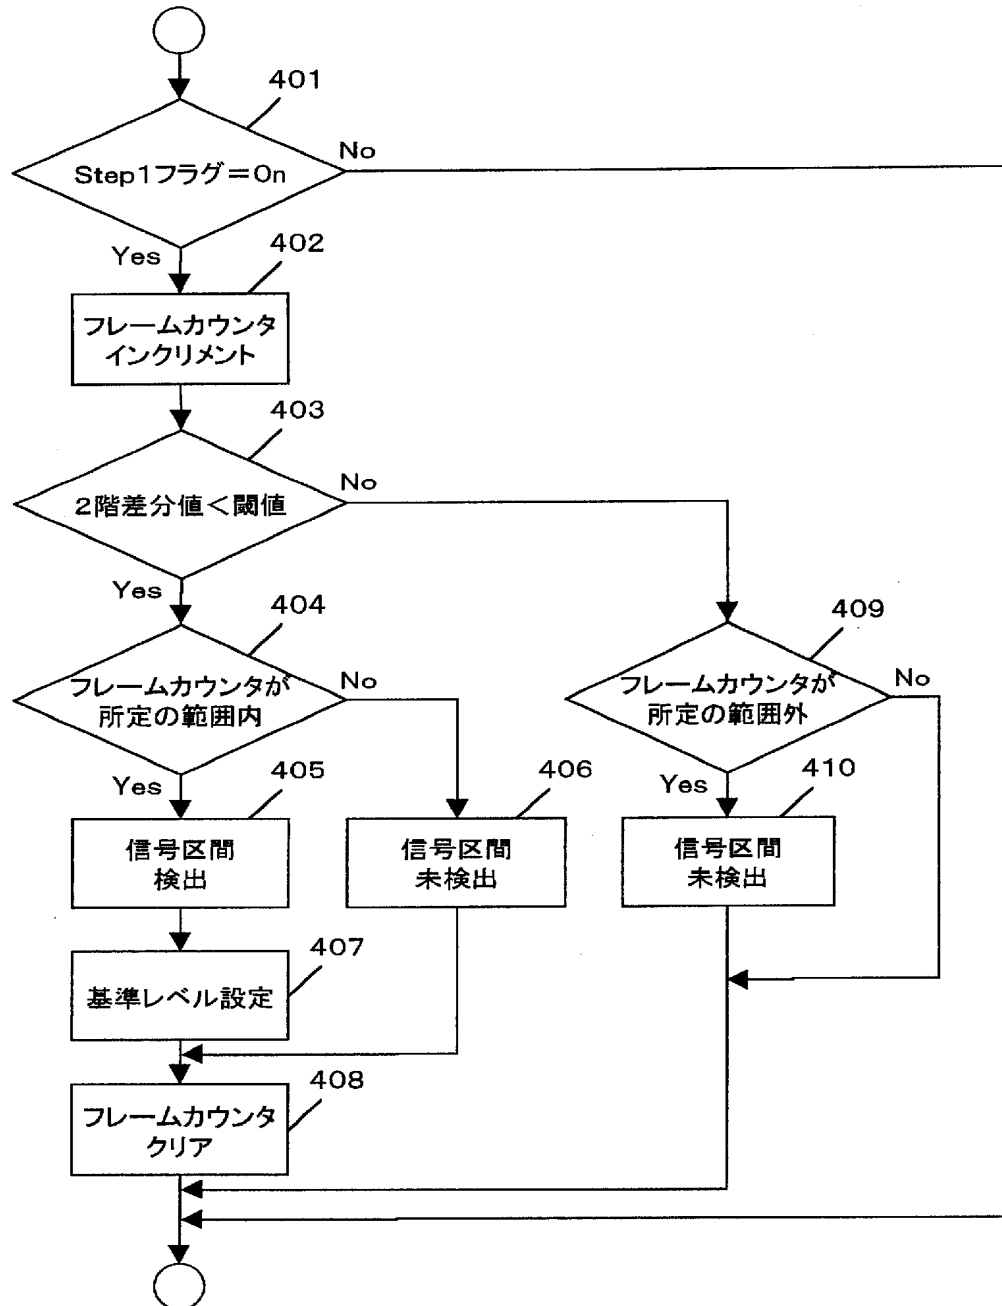 401
Step1フラグ＝On
No
Yes
402
フレームカウンタ
インクリメント
403
2階差分値＜閾値
No
Yes
404
フレームカウンタが
所定の範囲内
No
Yes
409
フレームカウンタが
所定の範囲外
No
Yes
405
信号区間
検出
406
信号区間
未検出
410
信号区間
未検出
407
基準レベル設定
408
フレームカウンタ
クリア